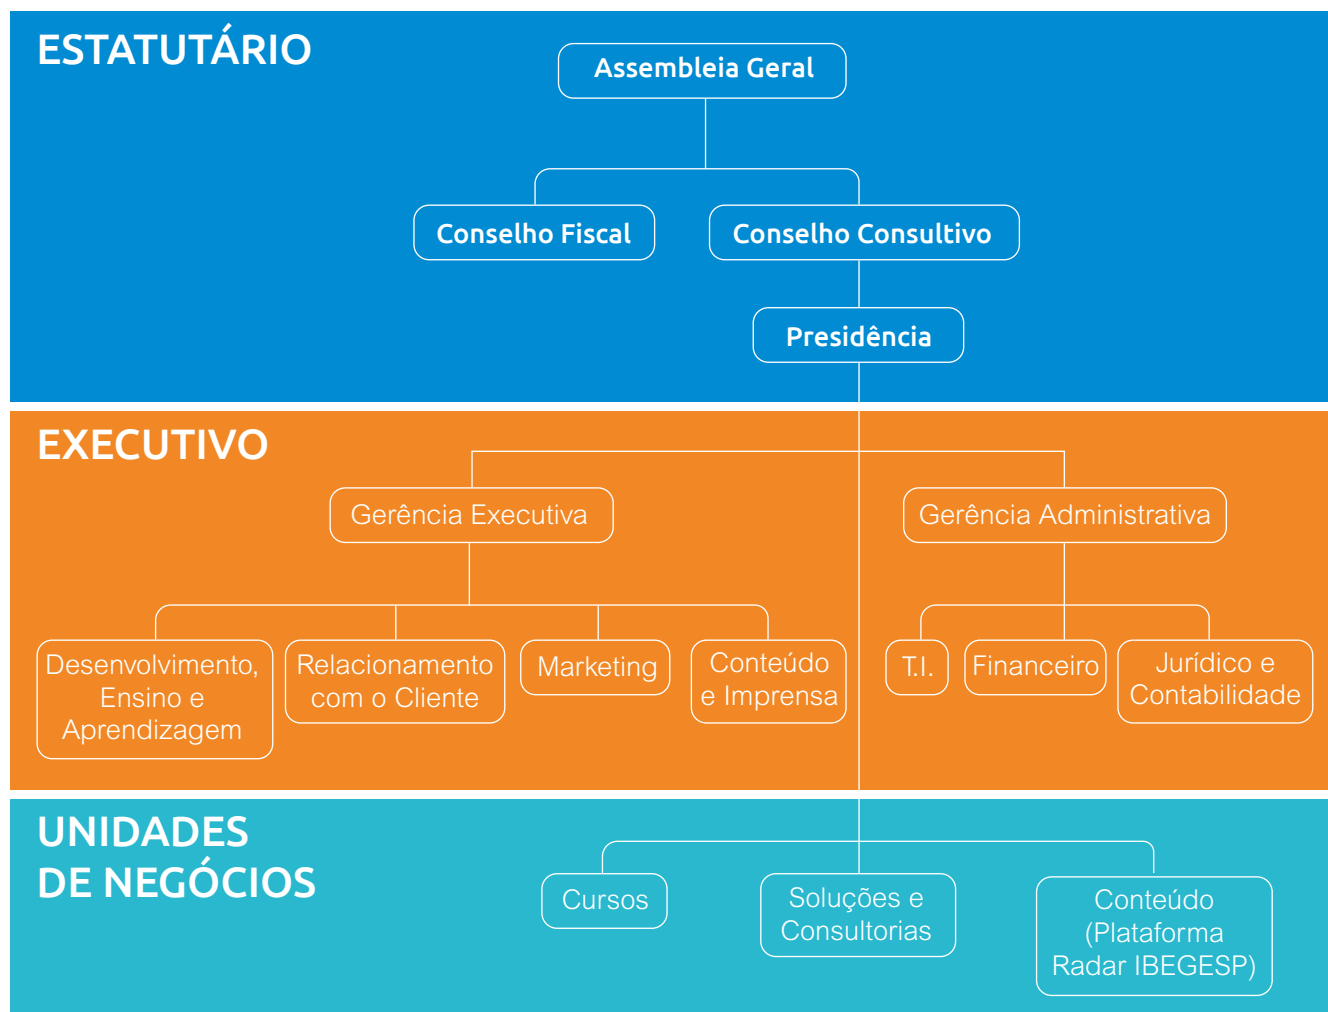 ESTATUTÁRIO
Assembleia Geral
Conselho Fiscal
Conselho Consultivo
Presidência
EXECUTIVO
Gerência Executiva
Gerência Administrativa
Desenvolvimento,
Ensino e
Aprendizagem
Relacionamento
com o Cliente
Marketing
Conteúdo
e Imprensa
T.I.
Financeiro
Jurídico e
Contabilidade
UNIDADES
DE NEGÓCIOS
Cursos
Soluções e
Consultorias
Conteúdo
(Plataforma
Radar IBEGESP)